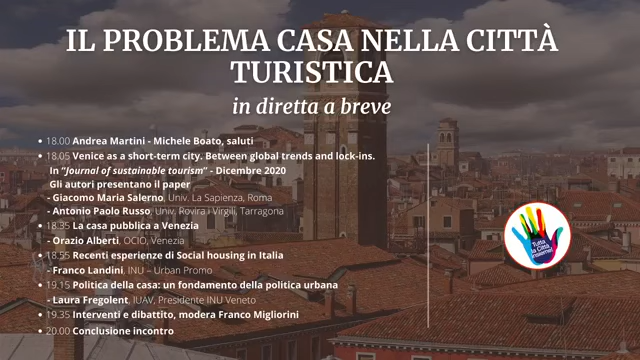 IL PROBLEMA CASA NELLA CITTÀ
TURISTICA
in diretta a breve
• 18.00 Andrea Martini - Michele Boato, saluti
• 18.05 Venice as a short-term city. Between global trends and lock-ins.
In "Journal of sustainable tourism" - Dicembre 2020
Gli autori presentano il paper
- Giacomo Maria Salerno, Univ. La Sapienza, Roma
- Antonio Paolo Russo, Univ. Rovira i Virgili, Tarragona
• 18.35 La casa pubblica a Venezia
- Orazio Alberti, OCIO, Venezia
• 18.55 Recenti esperienze di Social housing in Italia
- Franco Landini, INU – Urban Promo
• 19.15 Politica della casa: un fondamento della politica urbana
- Laura Fregolent, IUAV, Presidente INU Veneto
• 19.35 Interventi e dibattito, modera Franco Migliorini
• 20.00 Conclusione incontro
Tutta
la Città
insieme!